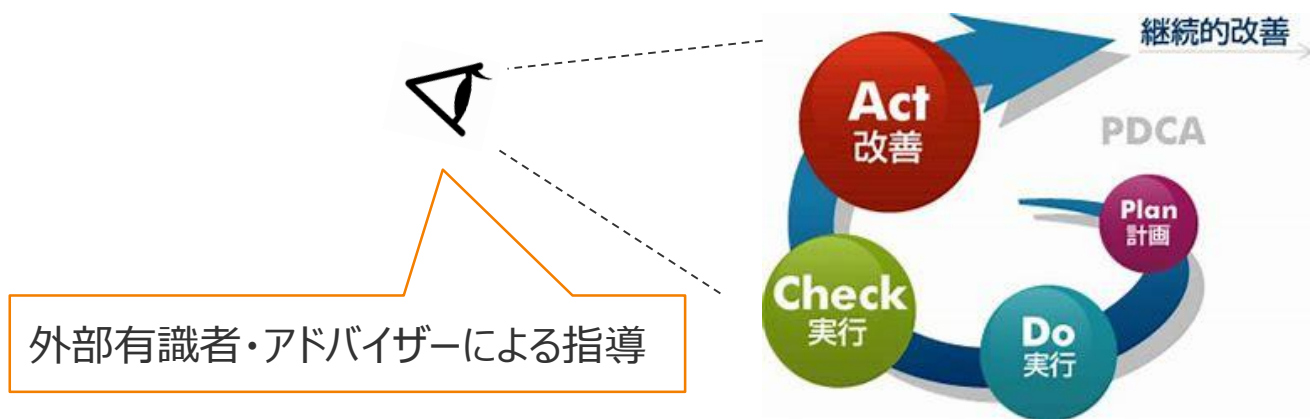 継続的改善
Act
改善
PDCA
Plan
計画
Check
実行
Do
実行
外部有識者・アドバイザーによる指導